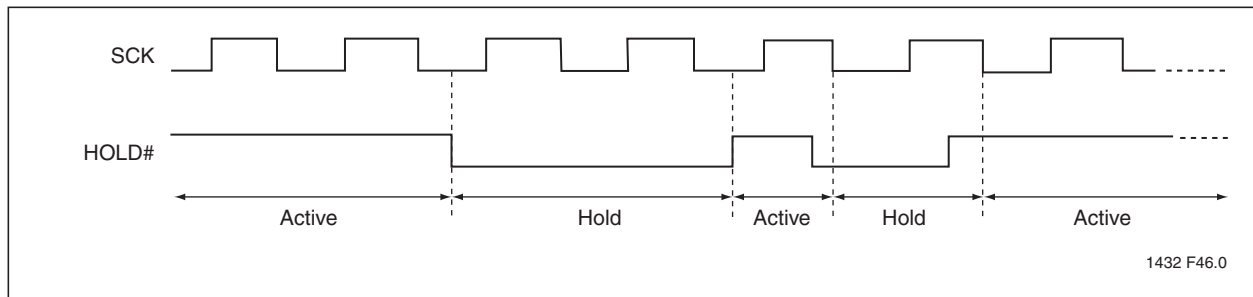 SCK
HOLD#
Active Hold Active Hold Active
1432 F46.0